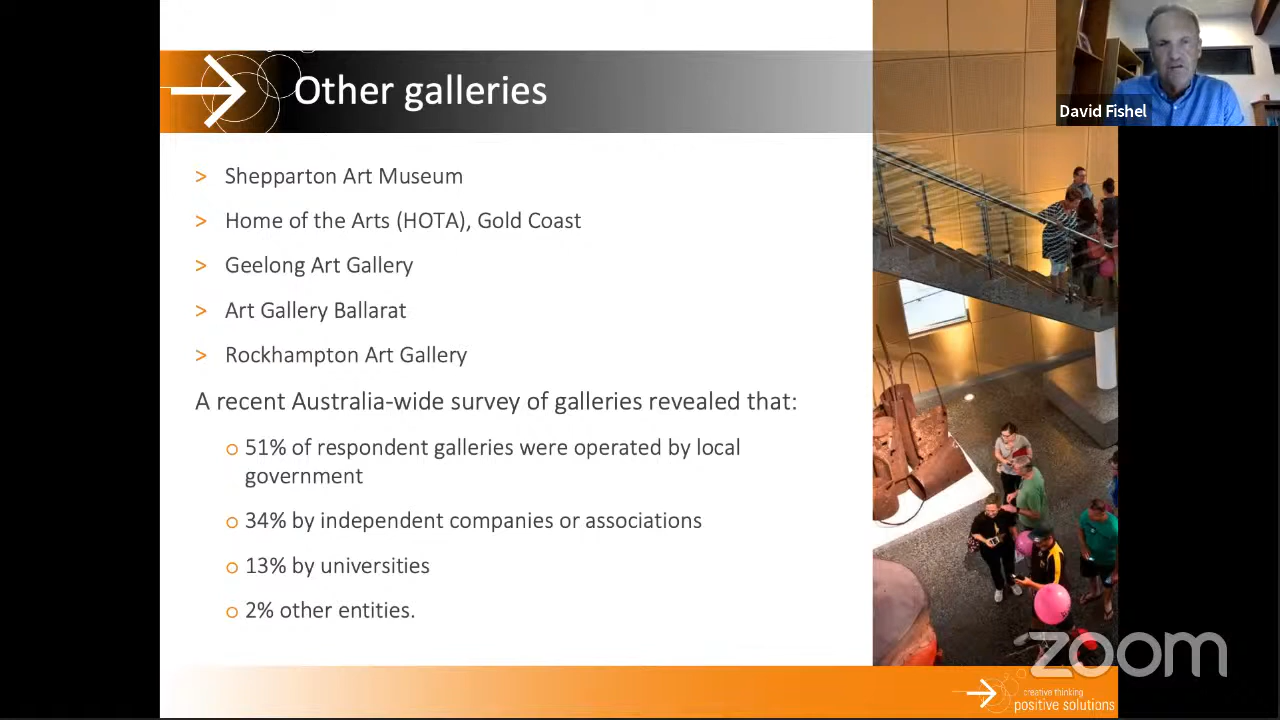 Other galleries
David Fishel
> Shepparton Art Museum
> Home of the Arts (HOTA), Gold Coast
> Geelong Art Gallery
> Art Gallery Ballarat
> Rockhampton Art Gallery
A recent Australia-wide survey of galleries revealed that:
o 51% of respondent galleries were operated by local
government
o 34% by independent companies or associations
o 13% by universities
o 2% other entities.
zoom
creative thinking
positive solutions